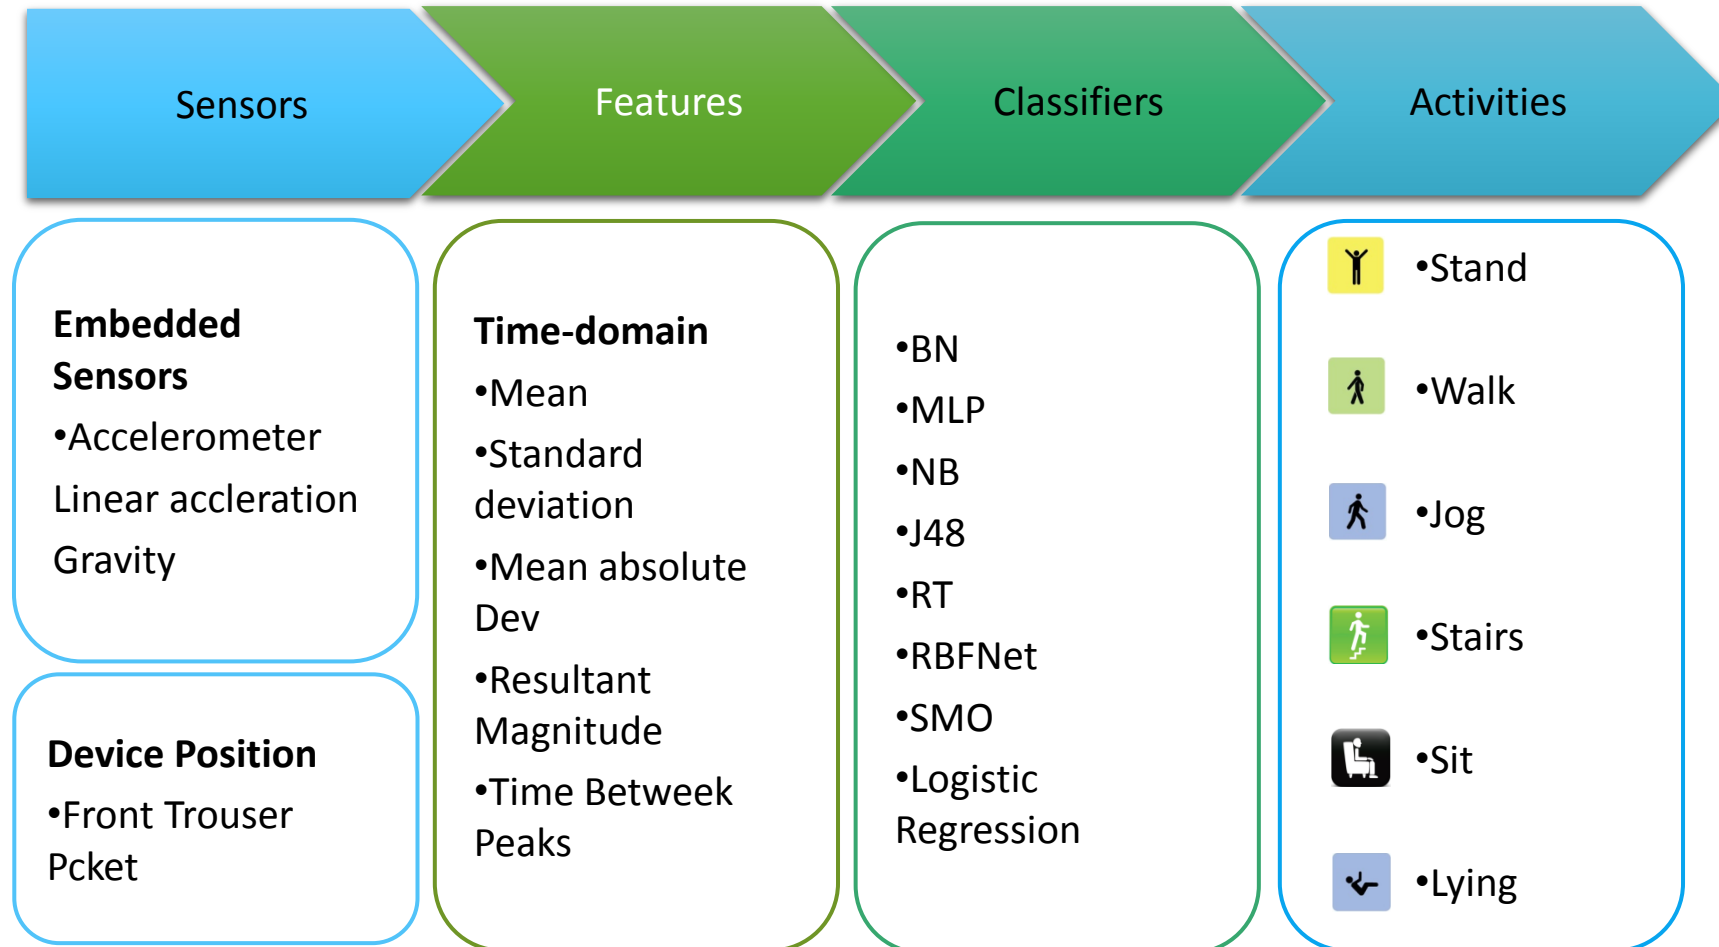 Sensors
Features
Classifiers
Activities
Embedded
Sensors
•Accelerometer
Linear accleration
Gravity
Device Position
•Front Trouser
Pcket
Time-domain
•Mean
•Standard
deviation
•Mean absolute
Dev
•Resultant
Magnitude
•Time Betweek
Peaks
•BN
•MLP
•NB
•J48
•RT
•RBFNet
•SMO
•Logistic
Regression
•Stand
•Walk
•Jog
•Stairs
•Sit
•Lying